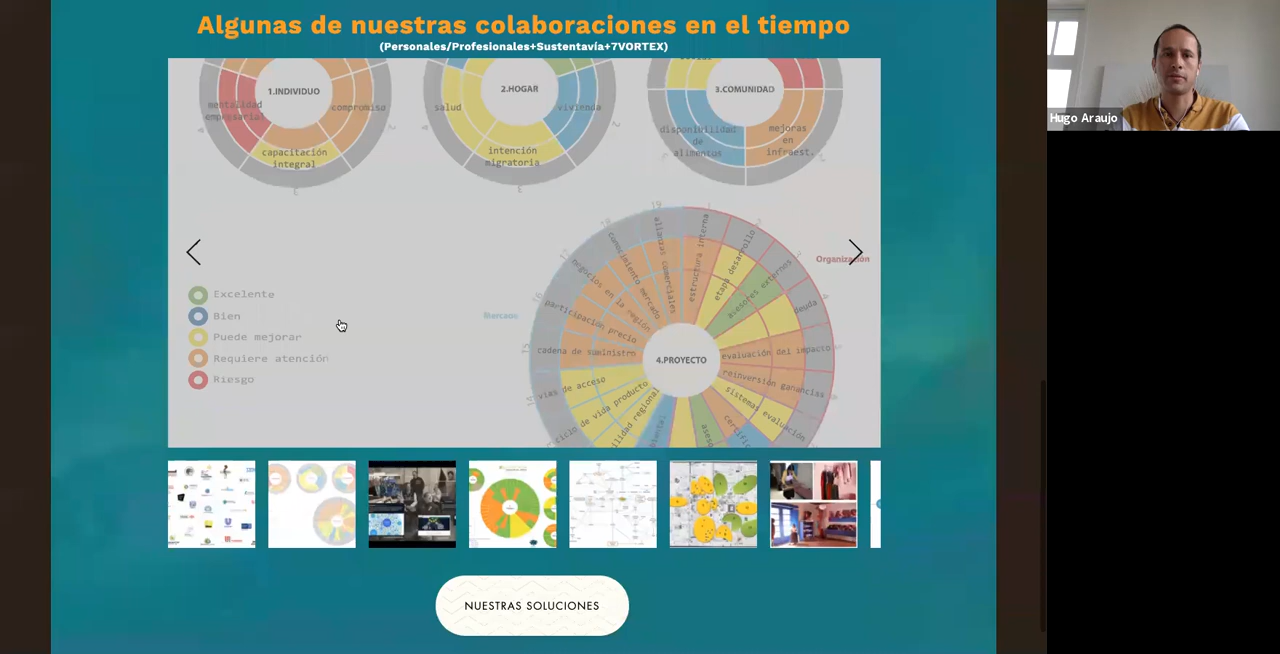 Algunas de nuestras colaboraciones en el tiempo
(Personales/Profesionales+Sustentavía+7VORTEX)
Hugo Araujo
1.INDIVIDUO
mentalidad
empresarial
compromiso
capacitación
integral
2.HOGAR
salud
vivienda
intención
migratoria
3.COMUNIDAD
disponibilidad
de
alimentos
mejoras
en
infraest.
Excelente
Bien
Puede mejorar
Requiere atención
Riesgo
Mercado
Organización
4.PROYECTO
alianzas comerciales
estructura interna
etapa desarrollo
asesores externos
deuda
evaluación del impacto
reinversión ganancias
sistemas evaluación
conocimiento mercado
negocios en la región
participación precio
cadena de suministro
vías de acceso
ciclo de vida producto
NUESTRAS SOLUCIONES